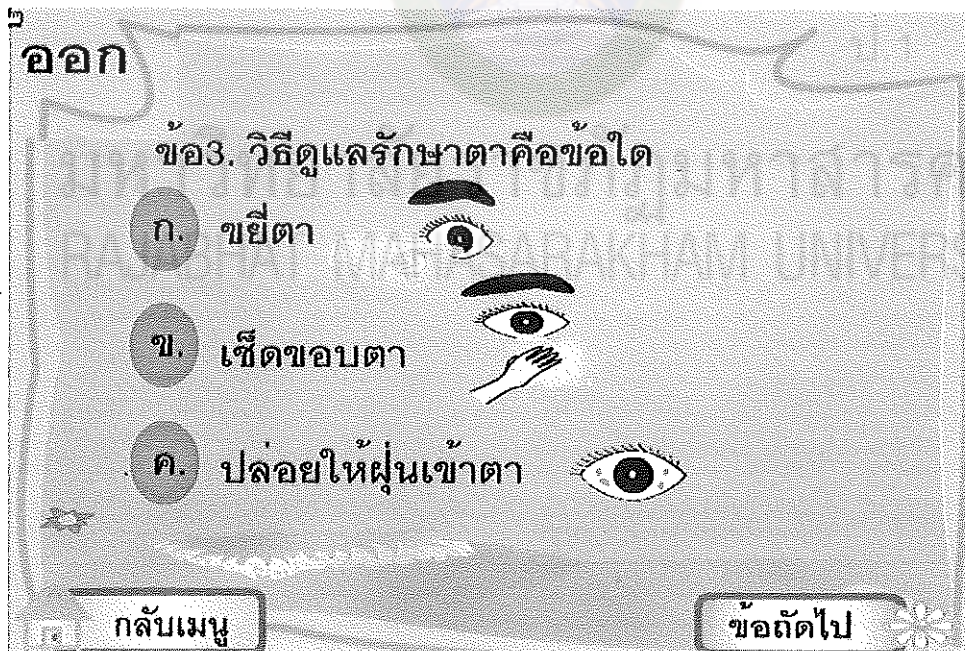 ออก
ข้อ3. วิธีดูแลรักษาตาคือข้อใด
ก. ขยี่ตา
ข. เช็ดขอบตา
ค. ปล่อยให้ฝุ่นเข้าตา
กลับเมนู
ข้อถัดไป